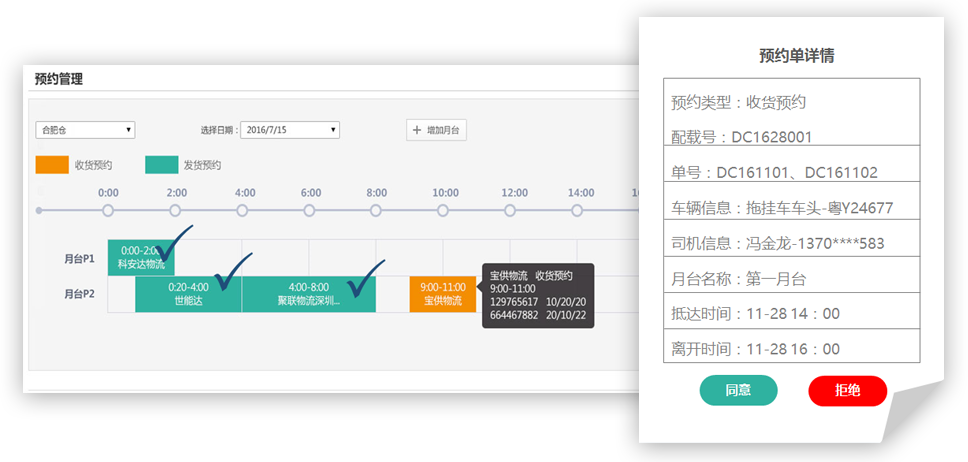 预约管理
合肥仓
选择日期：
2016/7/15
+ 增加月台
收货预约
发货预约
0:00 2:00 4:00 6:00 8:00 10:00 12:00 14:00
月台P1
0:00-2:0
科安达物流
月台P2
0:20-4:00
世能达
4:00-8:00
聚联物流深圳...
9:00-11:00
宝供物流
宝供物流 收货预约
9:00-11:00
129765617 10/20/20
664467882 20/10/22
预约单详情
预约类型：收货预约
配载号：DC1628001
单号：DC161101、DC161102
车辆信息：拖挂车车头-粤Y24677
司机信息：冯金龙-1370****583
月台名称：第一月台
抵达时间：11-28 14：00
离开时间：11-28 16：00
同意
拒绝